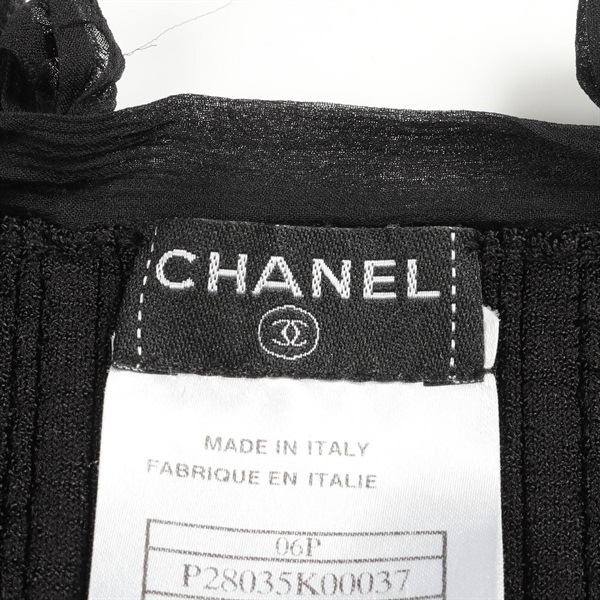 CHANEL
MADE IN ITALY
FABRIQUE EN ITALIE
06P
P28035K00037